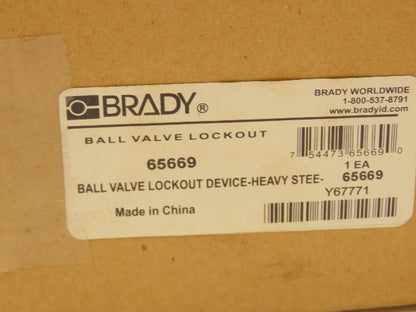 BRADY®
BRADY WORLDWIDE
1-800-537-8791
www.bradyid.com
BALL VALVE LOCKOUT
65669
7 54473 65669 0
1 EA
BALL VALVE LOCKOUT DEVICE-HEAVY STEE- 65669
Y67771
Made in China